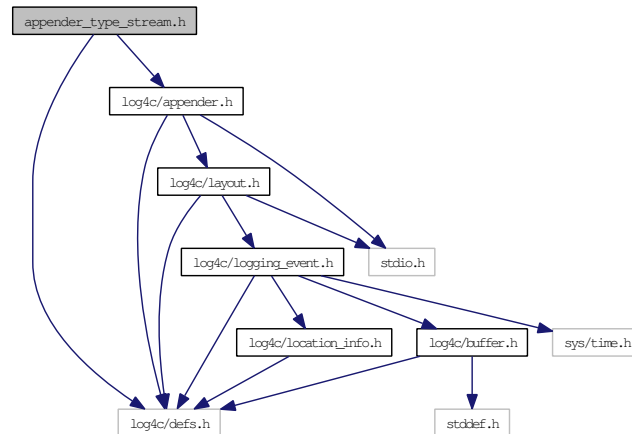 appender_type_stream.h
log4c/appender.h
log4c/layout.h
log4c/logging_event.h
stdio.h
log4c/location_info.h
log4c/buffer.h
sys/time.h
log4c/defs.h
stddef.h